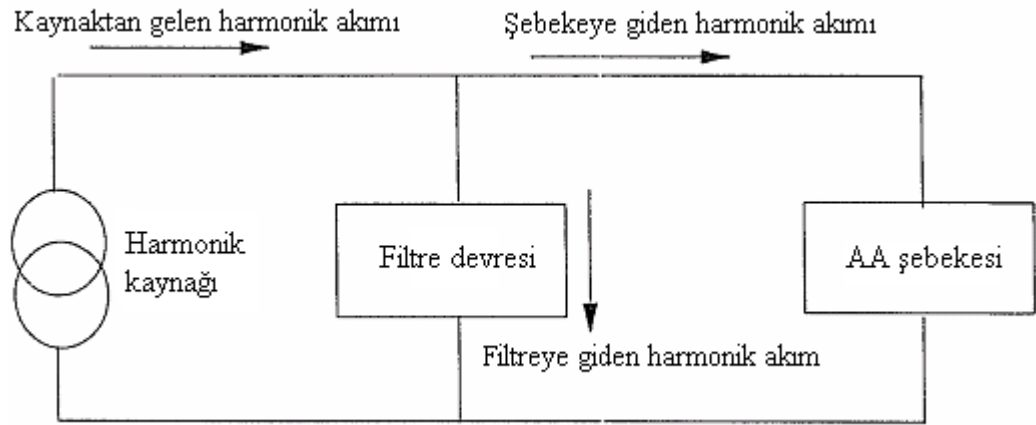 Kaynaktan gelen harmonik akımı
Şebekeye giden harmonik akımı
Harmonik
kaynağı
Filtre devresi
AA şebekesi
Filtreye giden harmonik akım